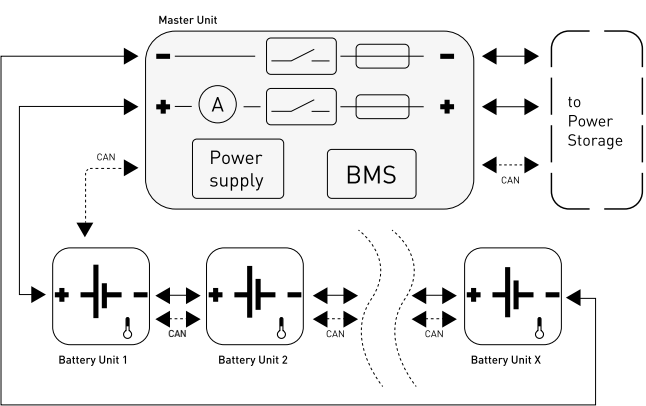 Master Unit
A
to
Power
Storage
CAN
Power
supply
BMS
CAN
CAN
CAN
CAN
CAN
Battery Unit 1
Battery Unit 2
Battery Unit X